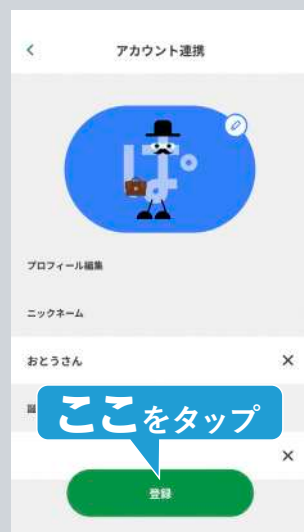 アカウント連携
ぱ
プロフィール編集
ニックネーム
おとうさん
ここをタップ
登録